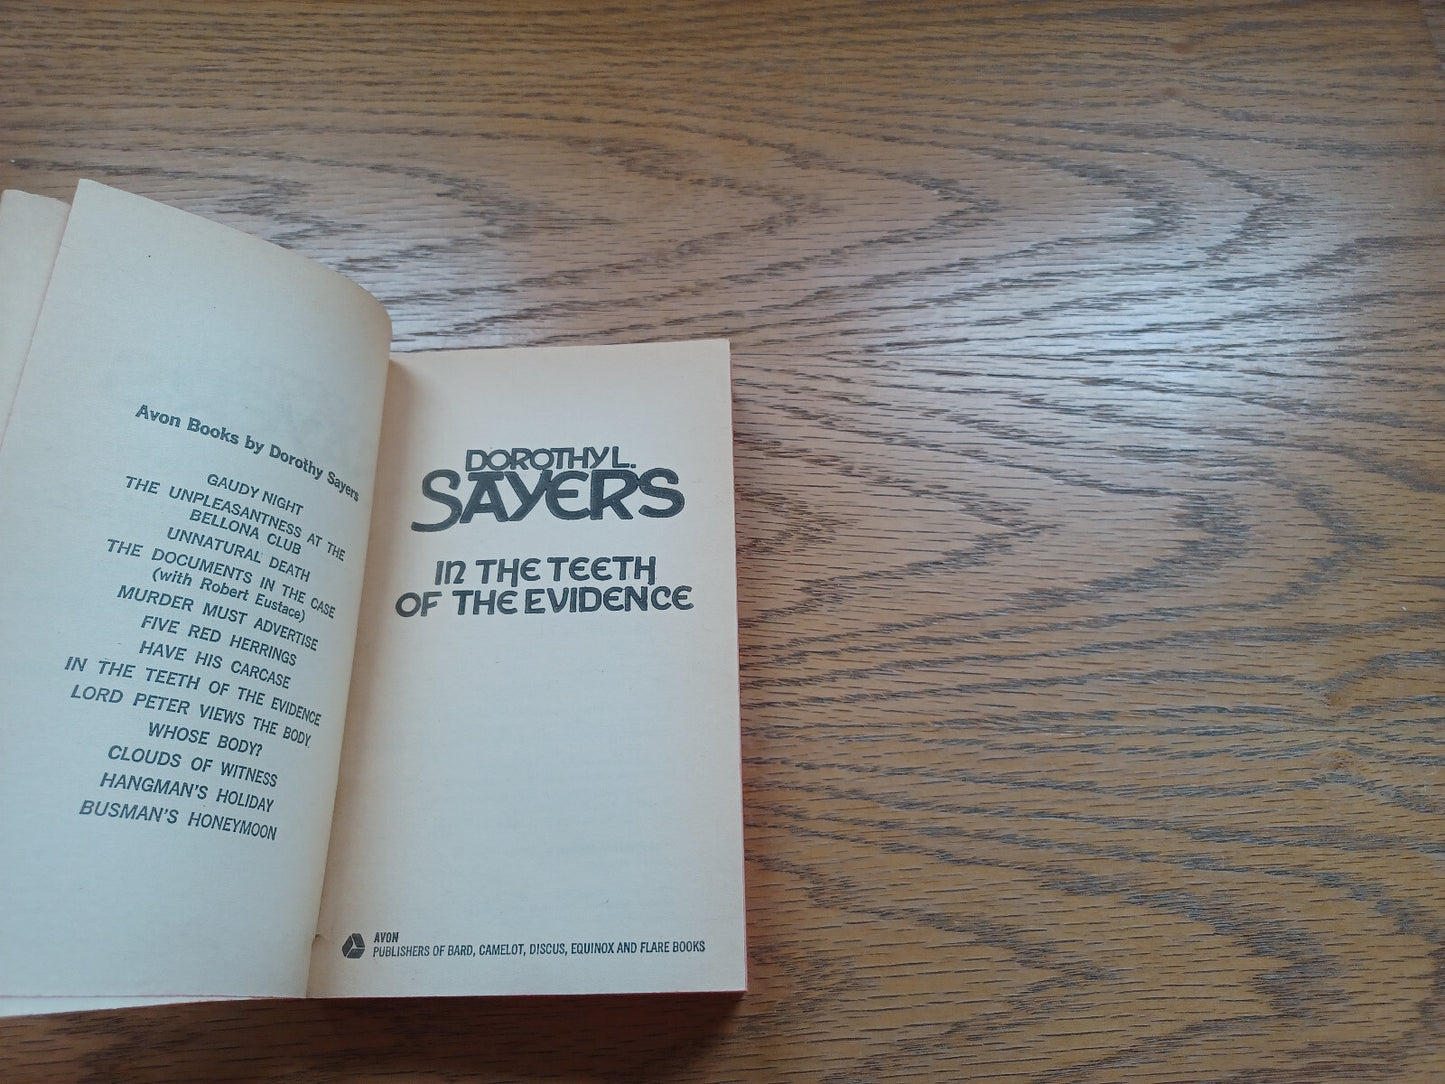 Avon Books by Dorothy Sayers
GAUDY NIGHT
THE UNPLEASANTNESS AT THE
BELLONA CLUB
UNNATURAL DEATH
THE DOCUMENTS IN THE CASE
(with Robert Eustace)
MURDER MUST ADVERTISE
FIVE RED HERRINGS
HAVE HIS CARCASE
IN THE TEETH OF THE EVIDENCE
LORD PETER VIEWS THE BODY
WHOSE BODY?
CLOUDS OF WITNESS
HANGMAN'S HOLIDAY
BUSMAN'S HONEYMOON
DOROTHY L.
SAYERS
IN THE TEETH
OF THE EVIDENCE
AVON
PUBLISHERS OF BARD, CAMELOT, DISCUS, EQUINOX AND FLARE BOOKS